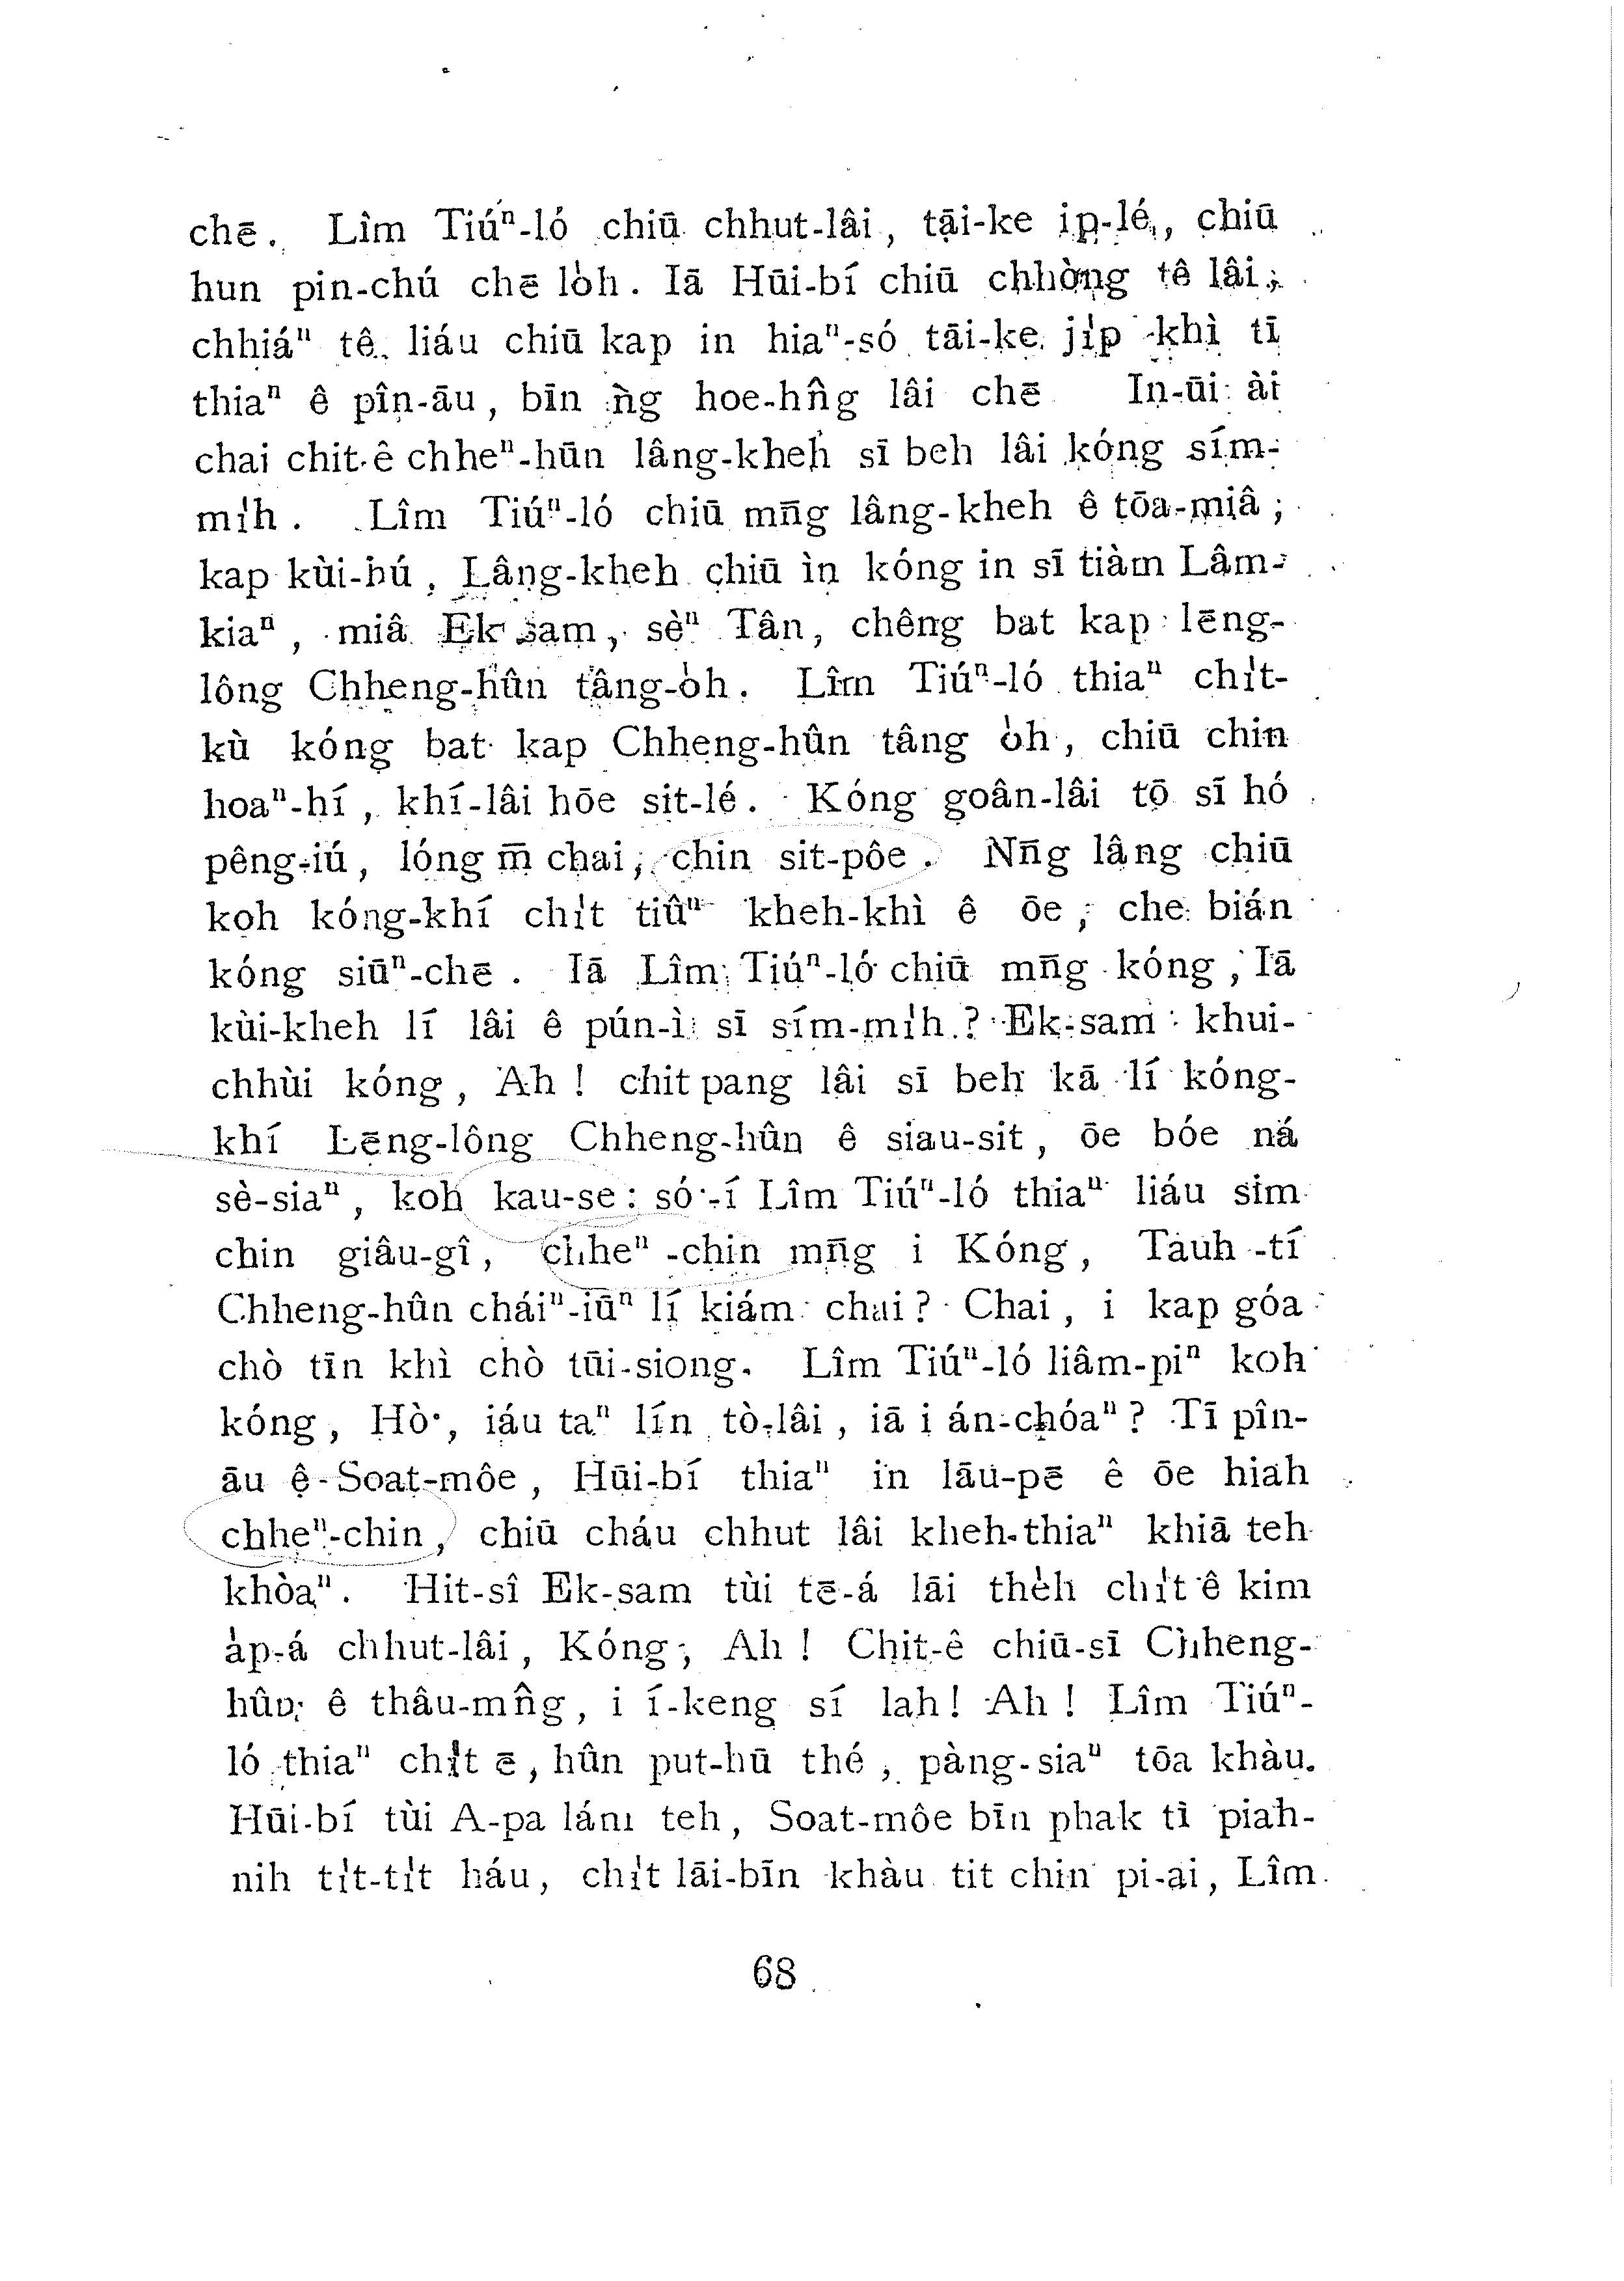 chē. Lîm Tiúⁿ-ló chiū chhut-lâi, tāi-ke ip-lé, chiū
hun pin-chú chē lo̍h. Iā Hūi-bí chiū chhòng tê lâi,
chhiáⁿ tê. liáu chiū kap in hiaⁿ-só tāi-ke ji̍p khì tī
thiaⁿ ê pîn-āu, bīn ǹg hoe-hn̂g lâi chē In-ūi ài
chai chit-ê chheⁿ-hūn lâng-kheh sī beh lâi kóng sím-
mi̍h. Lîm Tiúⁿ-ló chiū mn̄g lâng-kheh ê tōa-miâ;
kap kùi-hú, Lâng-kheh chiū ìn kóng in sī tiàm Lâm-
kiaⁿ, miâ Ek sam, sèⁿ Tân, chêng bat kap lēng-
lông Chheng-hûn tâng-o̍h. Lîm Tiúⁿ-ló thiaⁿ chi̍t-
kù kóng bat kap Chheng-hûn tâng o̍h, chiū chin
hoaⁿ-hí, khí-lâi hōe sit-lé. Kóng goân-lâi tō sī hó
pêng-iú, lóng m̄ chai, chin sit-pôe. Nn̄g lâng chiū
koh kóng-khí chi̍t tiûⁿ kheh-khì ê ōe, che bián
kóng siūⁿ-chē. Iā Lîm Tiúⁿ-ló chiū mn̄g kóng, Iā
kùi-kheh lí lâi ê pún-ì sī sím-mi̍h? Ek-sam khui-
chhùi kóng, Ah! chit pang lâi sī beh kā lí kóng-
khí Lēng-lông Chheng-hûn ê siau-sit, ōe bóe ná
sè-siaⁿ, koh kau-se: só͘-í Lîm Tiúⁿ-ló thiaⁿ liáu sim
chin giâu-gî, chheⁿ-chin mn̄g i Kóng, Tauh-tí
Chheng-hûn cháiⁿ-iūⁿ lí kiám chai? Chai, i kap góa
chò tīn khì chò tūi-siong. Lîm Tiúⁿ-ló liâm-piⁿ koh
kóng, Hò͘, iáu taⁿ lín tò-lâi, iā i án-chóaⁿ? Tī pîn-
āu ê Soat-môe, Hūi-bí thiaⁿ in lāu-pē ê ōe hiah
chheⁿ-chin, chiū cháu chhut lâi kheh-thiaⁿ khiā teh
khòaⁿ. Hit-sî Ek-sam tùi tē-á lāi the̍h chi̍t ê kim
a̍p-á chhut-lâi, Kóng, Ah! Chit-ê chiū-sī Chheng-
hûn ê thâu-mn̂g, i í-keng sí lah! Ah! Lîm Tiúⁿ-
ló thiaⁿ chi̍t ē, hûn put-hū thé, pàng-siaⁿ tōa khàu.
Hūi-bí tùi A-pa lám teh, Soat-môe bīn phak tì piah-
nih ti̍t-ti̍t háu, chi̍t lāi-bīn khàu tit chin pi-ai, Lîm
68